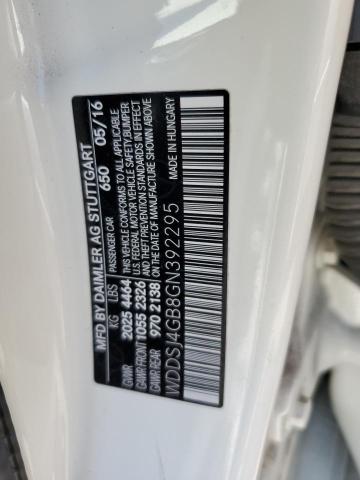 MFD BY DAIMLER AG STUTTGART
650 05/16
PASSENGER CAR
KG LBS
GVWR 2025 4464
GAWR FRONT 1055 2326
GAWR REAR 970 2138
THIS VEHICLE CONFORMS TO ALL APPLICABLE
U.S. FEDERAL MOTOR VEHICLE SAFETY,BUMPER
AND THEFT PREVENTION STANDARDS IN EFFECT
ON THE DATE OF MANUFACTURE SHOWN ABOVE
MADE IN HUNGARY
WDDSJ4GB8GN392295